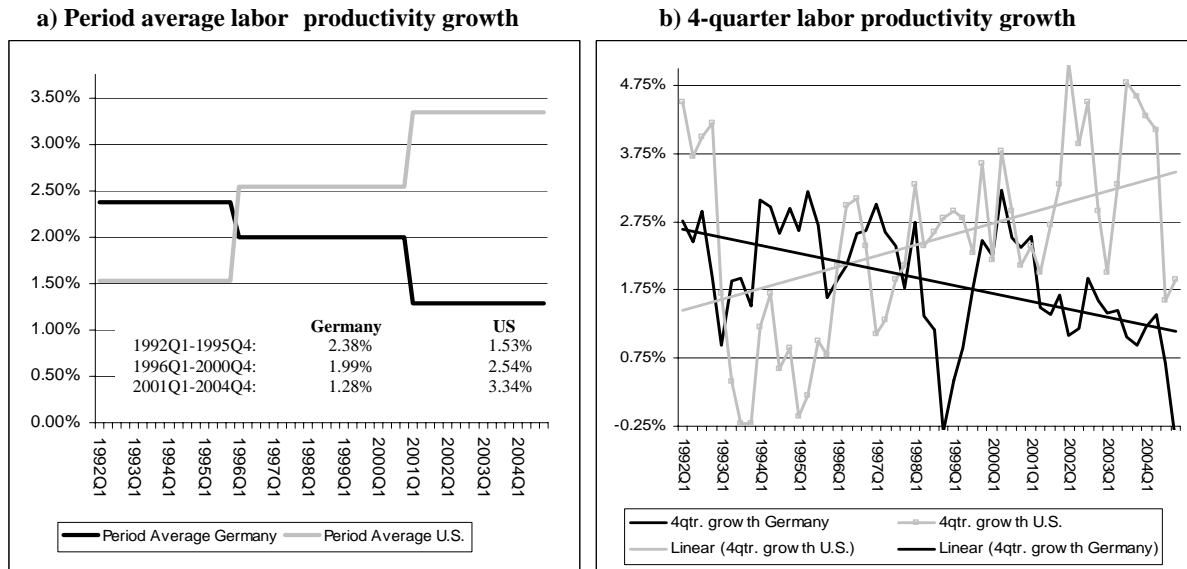 a) Period average labor productivity growth
3.50%
3.00%
2.50%
2.00%
1.50%
1.00%
0.50%
0.00%
Germany US
1992Q1-1995Q4: 2.38% 1.53%
1996Q1-2000Q4: 1.99% 2.54%
2001Q1-2004Q4: 1.28% 3.34%
1992Q1
1993Q1
1994Q1
1995Q1
1996Q1
1997Q1
1998Q1
1999Q1
2000Q1
2001Q1
2002Q1
2003Q1
2004Q1
Period Average Germany Period Average U.S.
b) 4-quarter labor productivity growth
4.75%
3.75%
2.75%
1.75%
0.75%
-0.25%
1992Q1
1993Q1
1994Q1
1995Q1
1996Q1
1997Q1
1998Q1
1999Q1
2000Q1
2001Q1
2002Q1
2003Q1
2004Q1
4qtr. growth Germany 4qtr. growth U.S.
Linear (4qtr. growth U.S.) Linear (4qtr. growth Germany)